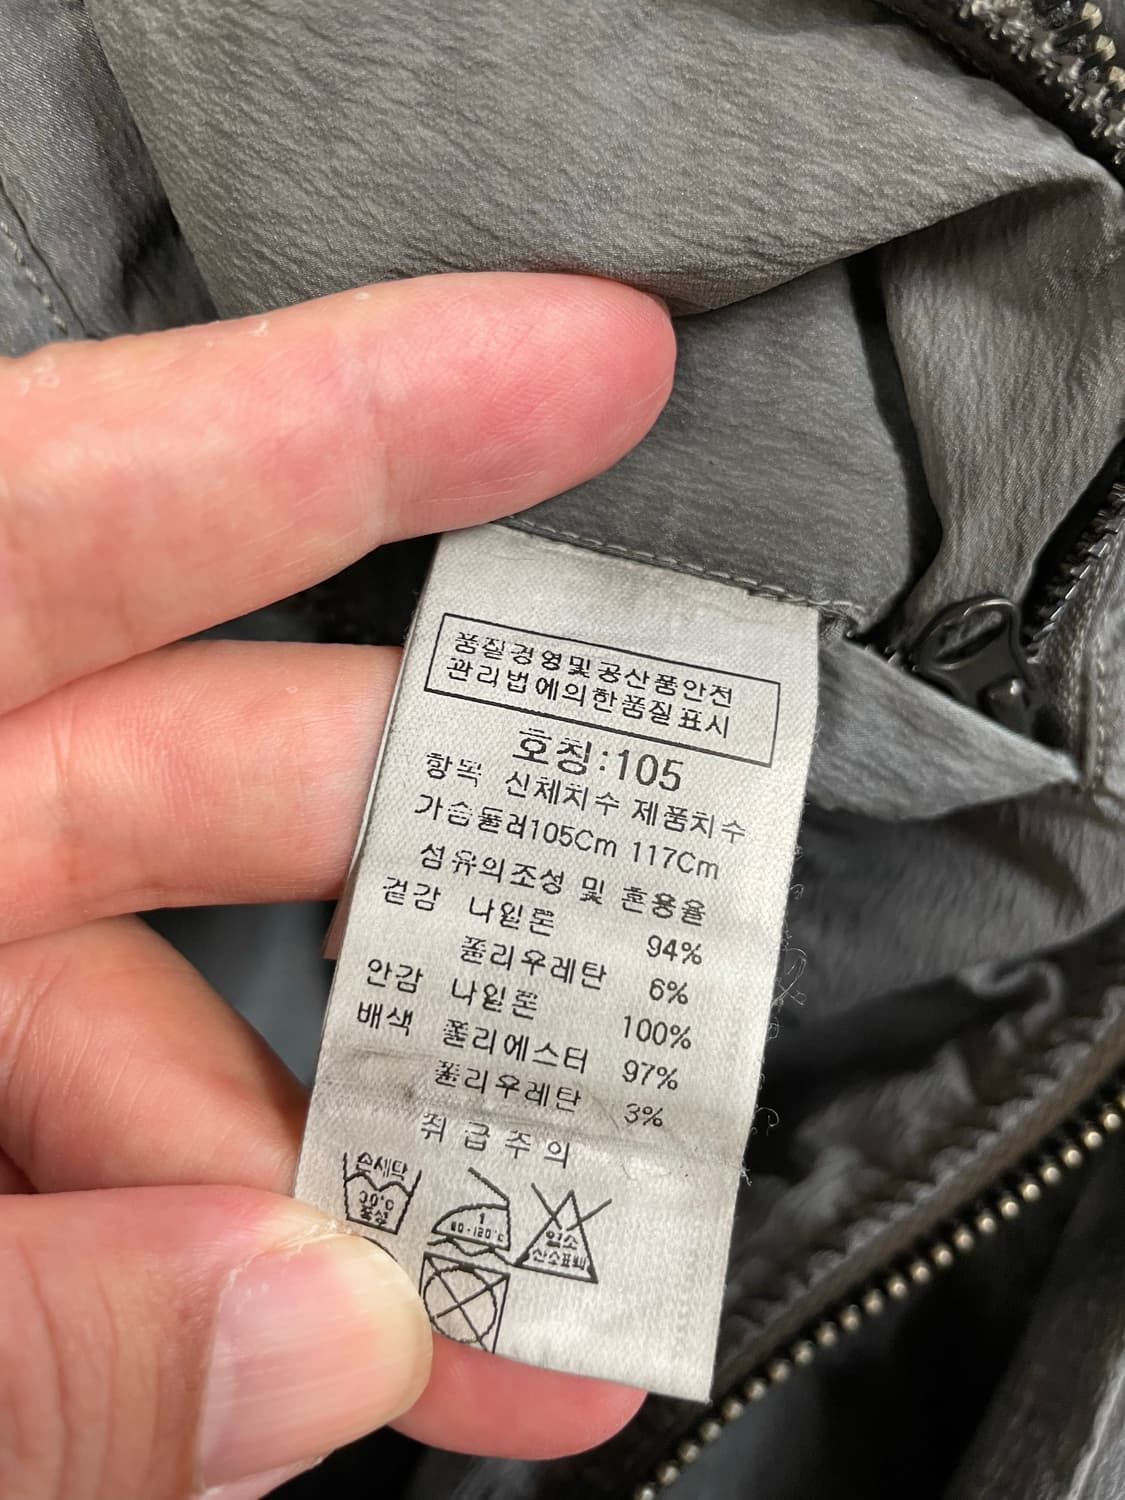 품질경영및공산품안전
관리법에의한품질표시
호칭:105
항목 신체치수 제품치수
가슴둘레105Cm 117Cm
섬유의조성 및 혼용율
겉감 나일론 94%
폴리우레탄 6%
안감 나일론 100%
배색 폴리에스터 97%
폴리우레탄 3%
취급주의
손세탁
30℃
중성
1
80-120℃
염소
산소표백